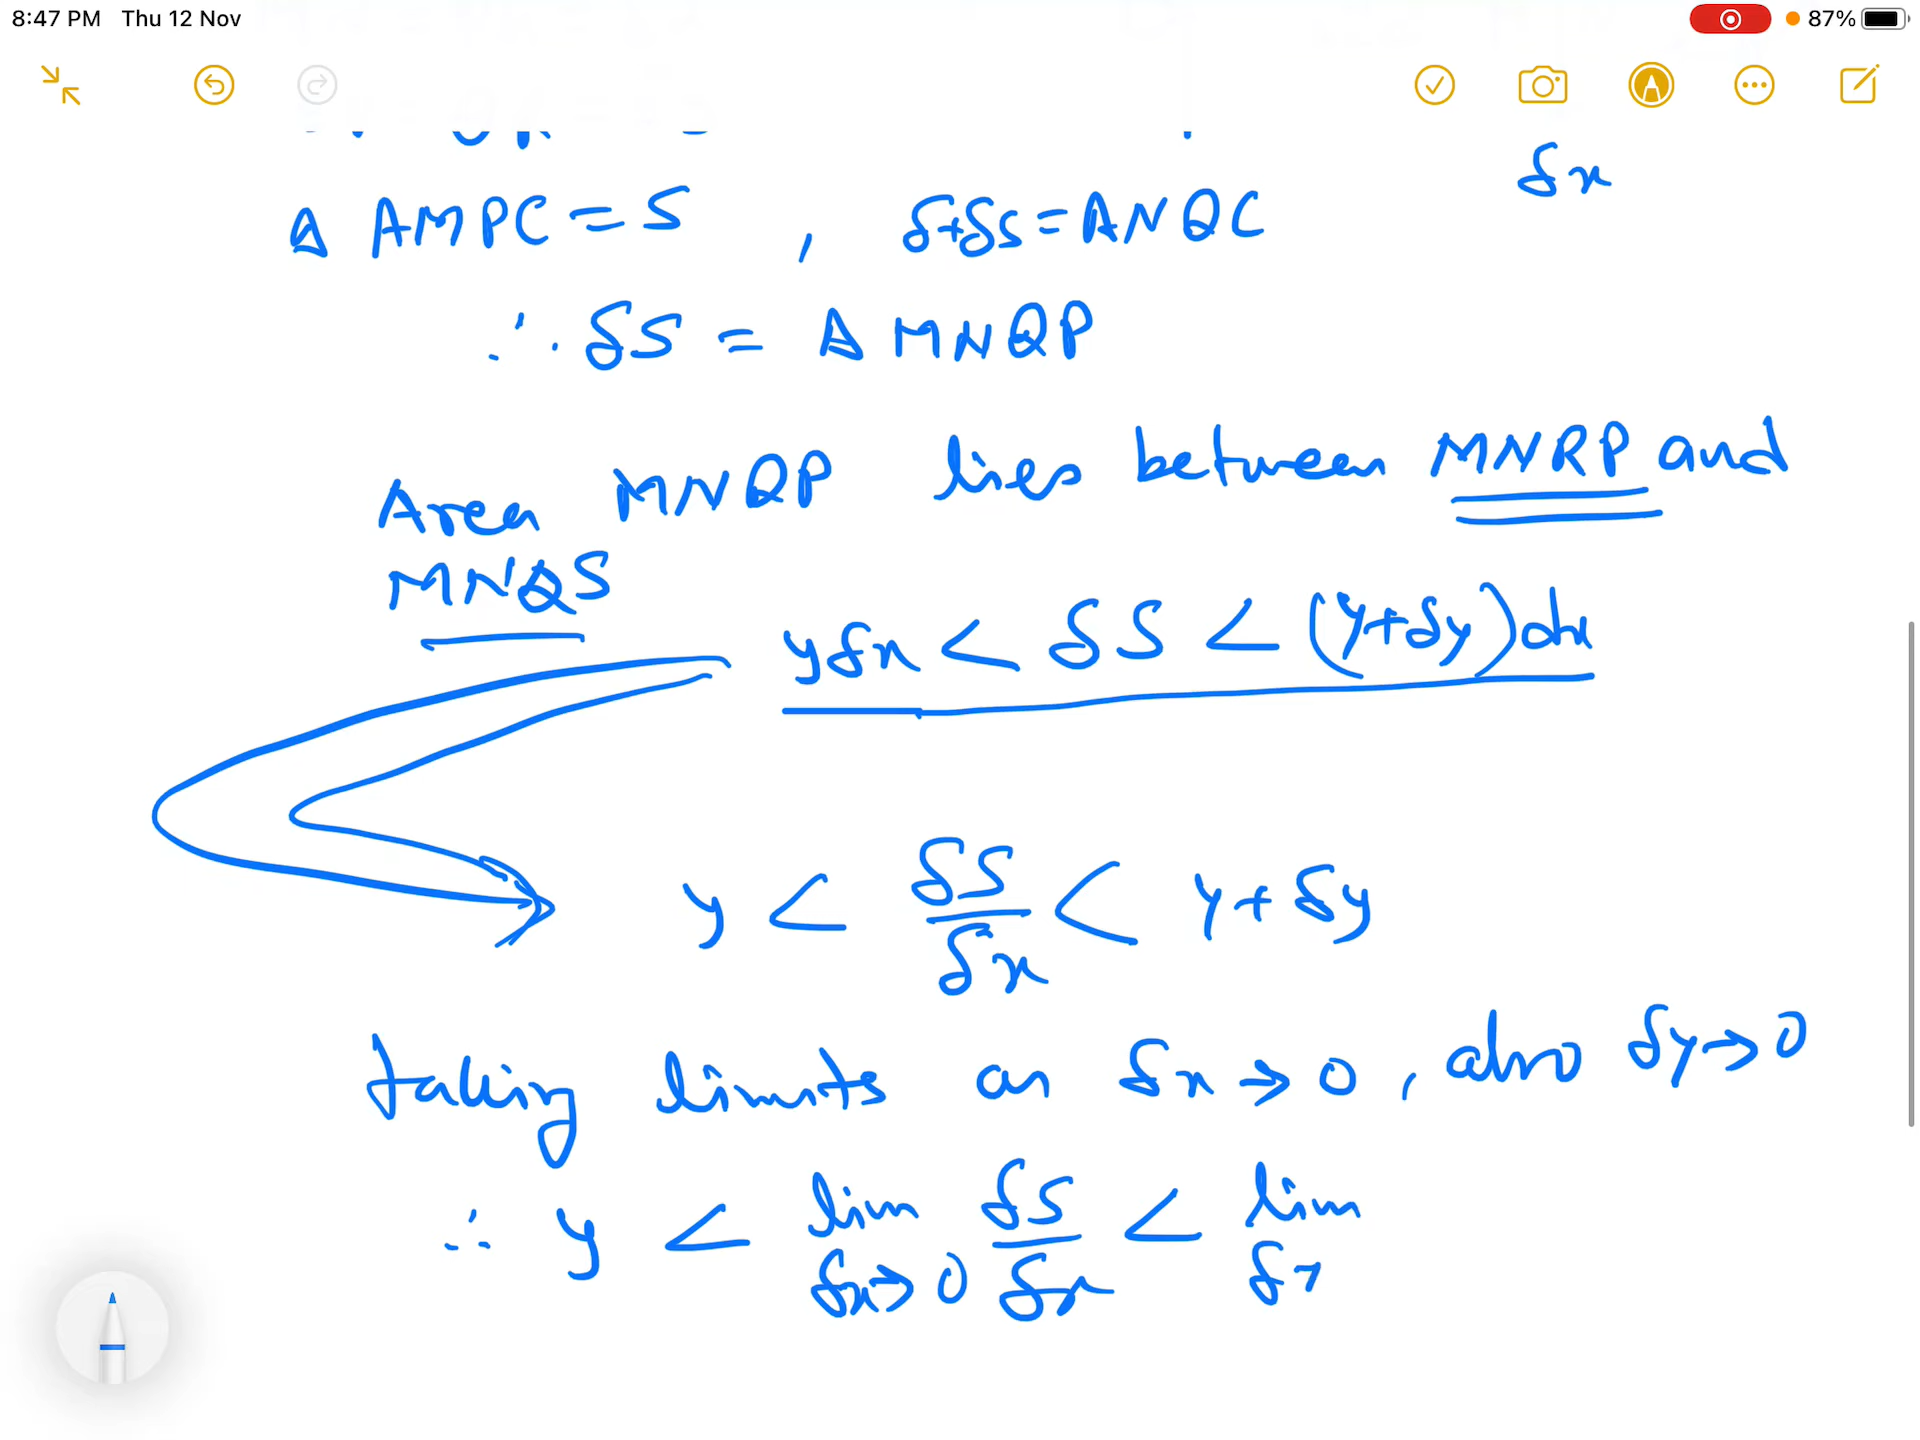 8:47 PM Thu 12 Nov 87%
δx
Δ AMPC = S , δ+δs = ANQC
∴ δS = Δ MNQP
Area MNQP lies between MNRP and
MNQS
yδx < δS < (y+δy)dx
y < δS/δx < y+δy
taking limits as δx → 0, also δy → 0
∴ y < lim δx→0 δS/δx < lim δx